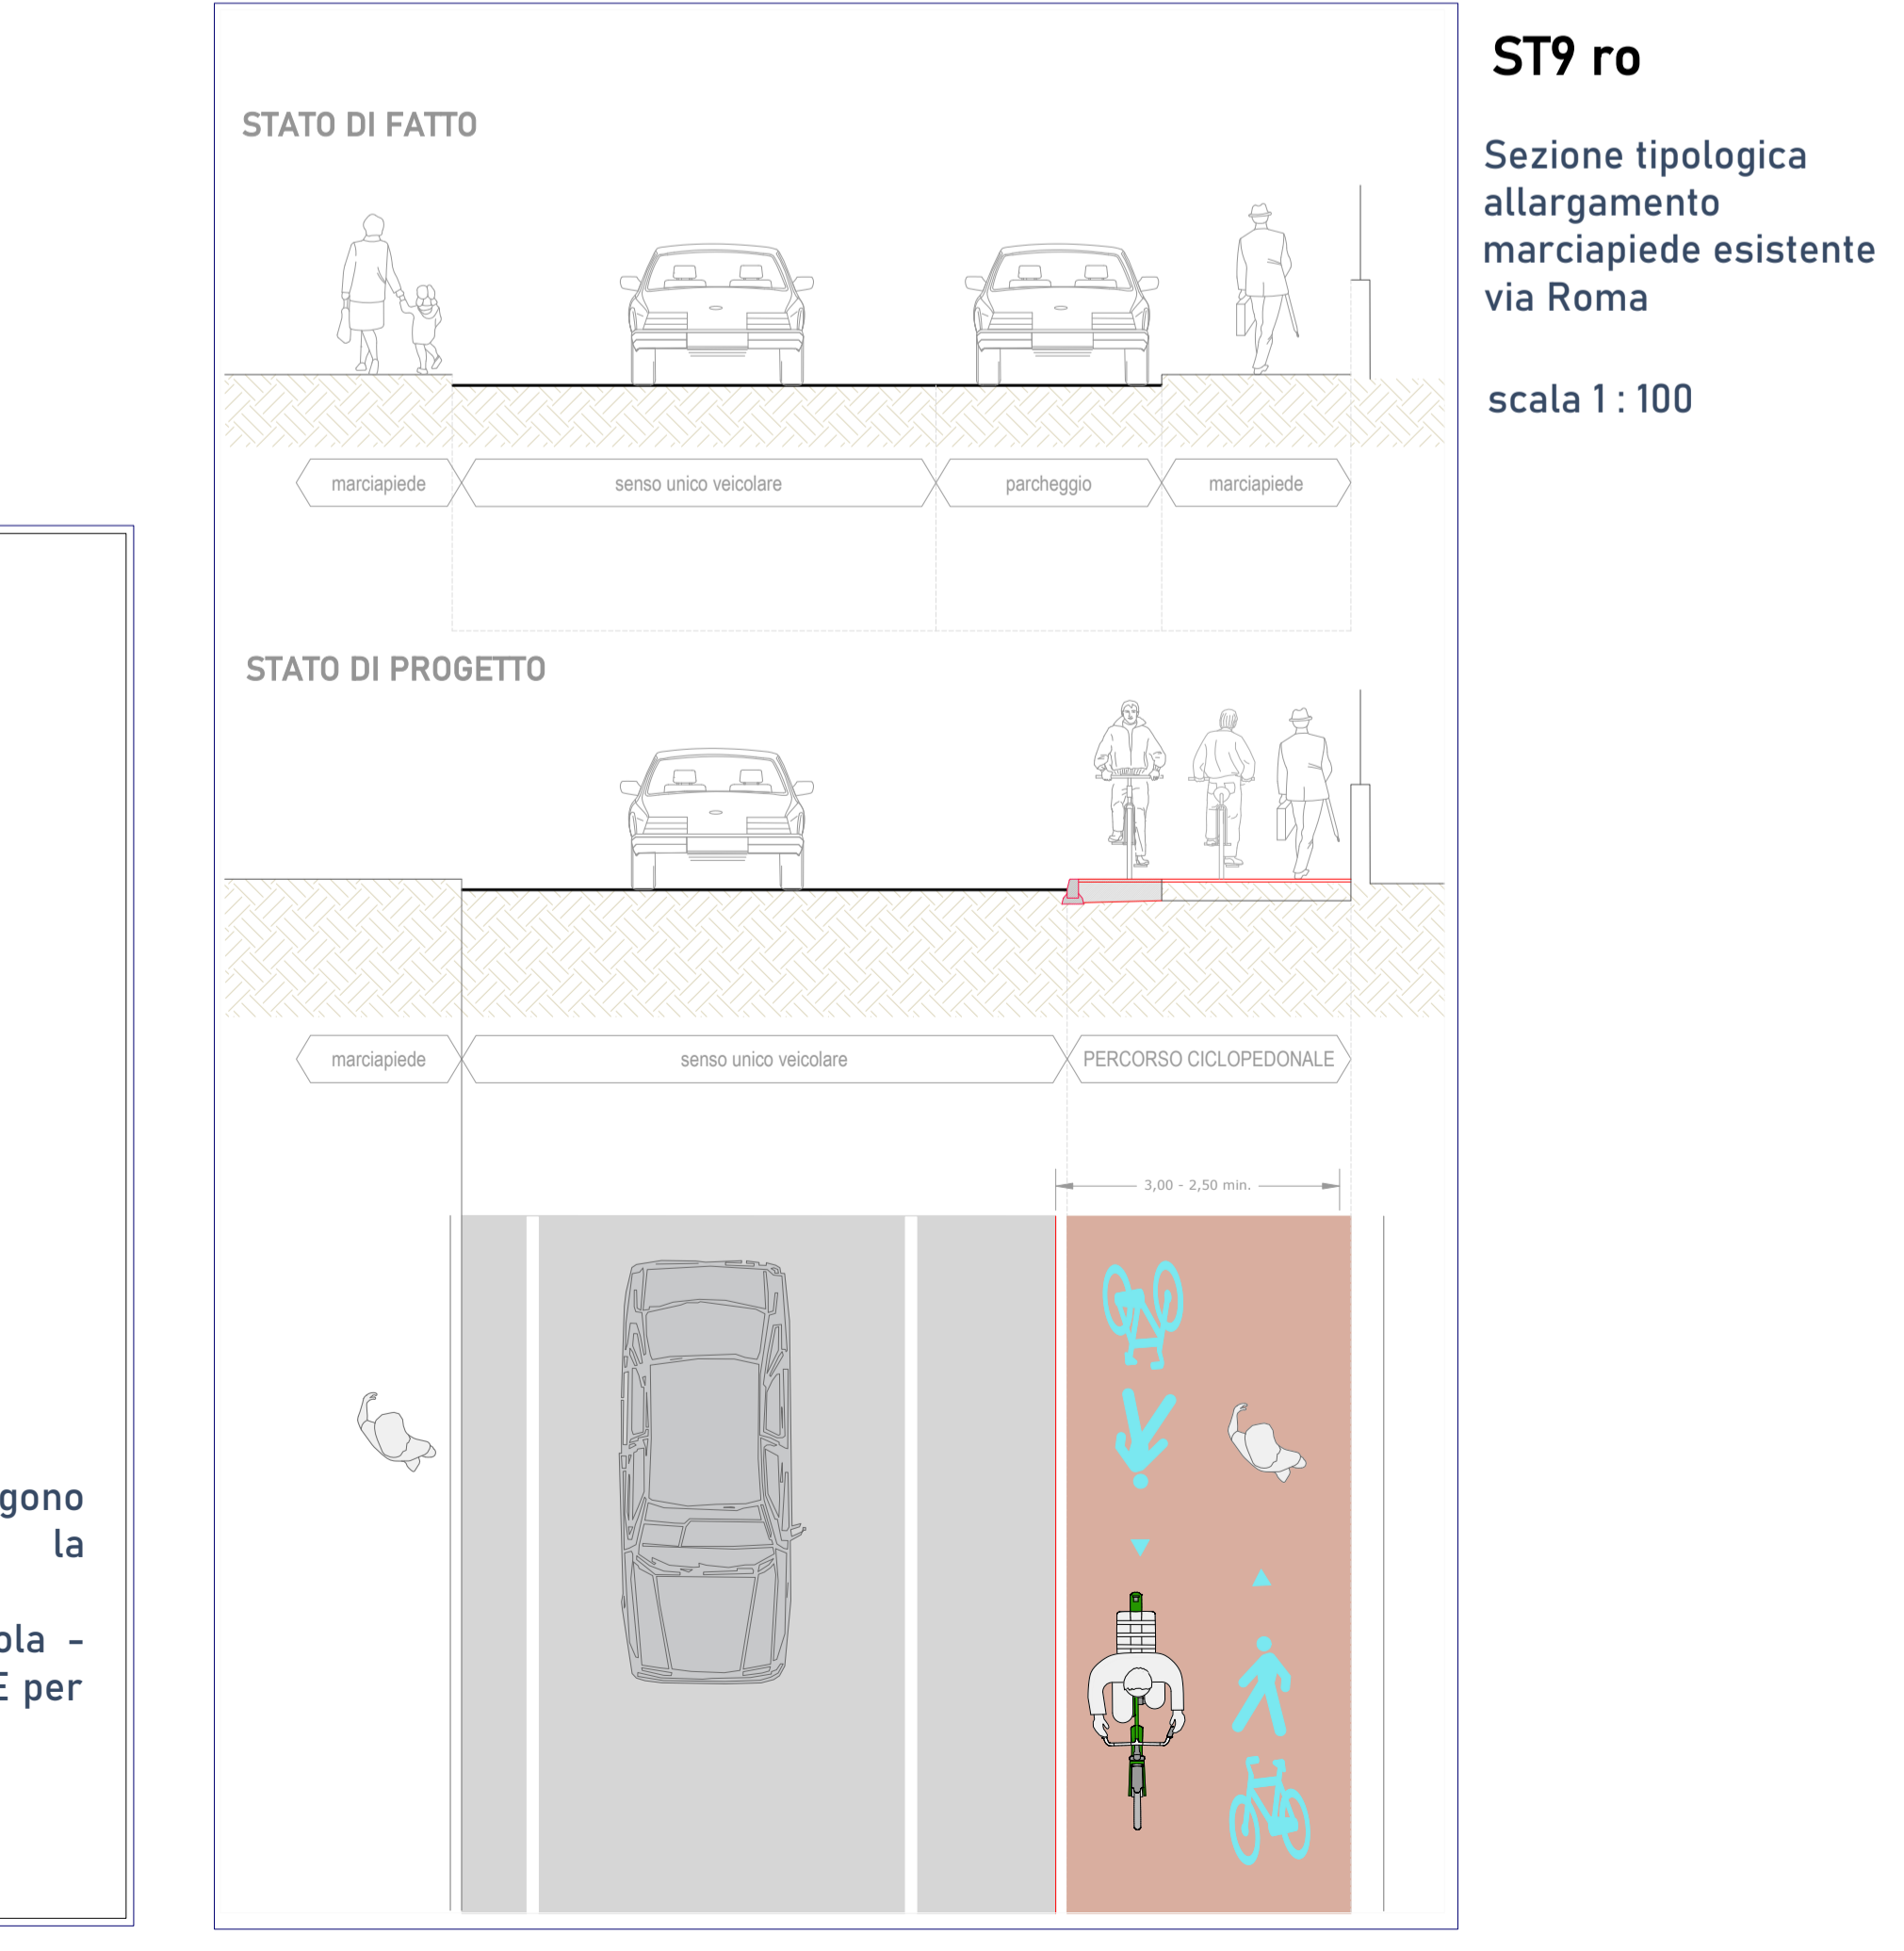 ST9 ro
Sezione tipologica
allargamento
marciapiede esistente
via Roma
scala 1 : 100
STATO DI FATTO
marciapiede
senso unico veicolare
parcheggio
marciapiede
STATO DI PROGETTO
marciapiede
senso unico veicolare
PERCORSO CICLOPEDONALE
3,00 - 2,50 min.
gono
la
ola -
E per